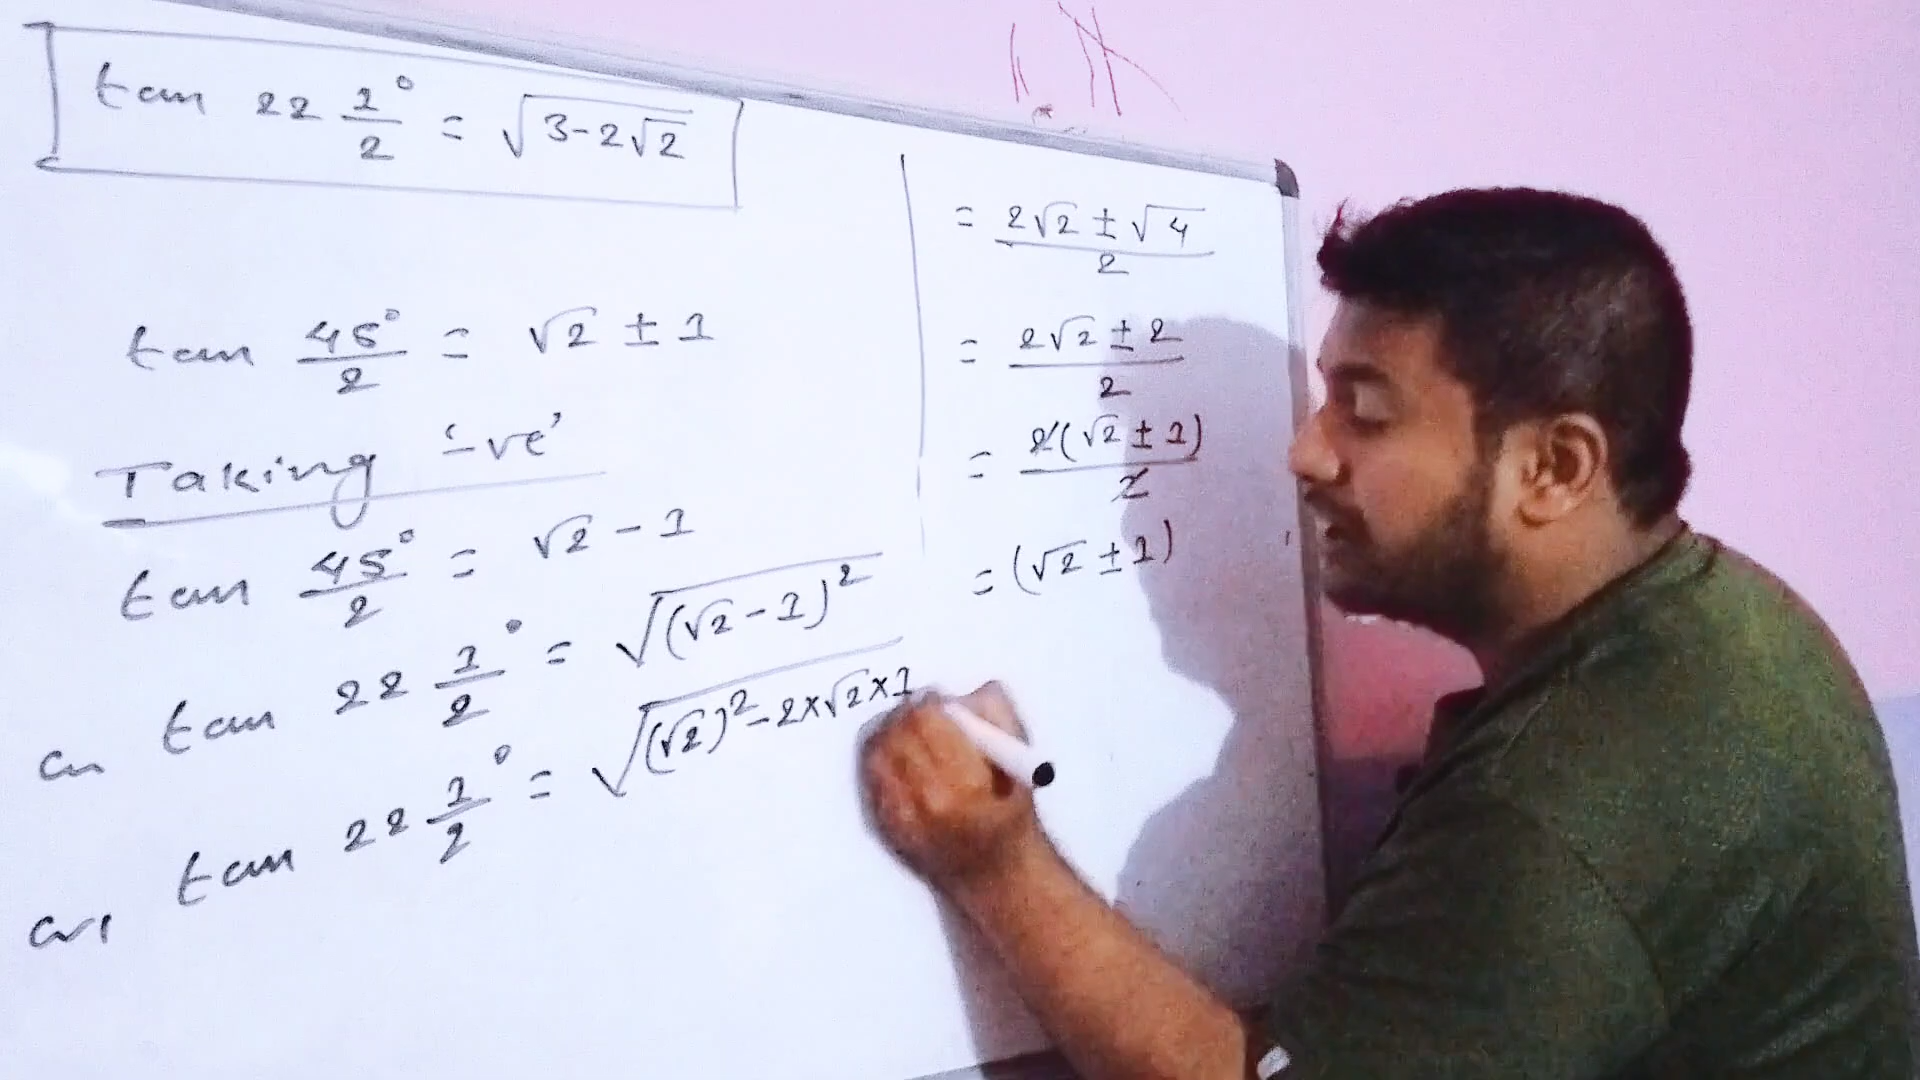 tan 22 1/2° = √(3-2√2)
tan 45°/2 = √2 ± 1
Taking '-ve'
tan 45°/2 = √2 - 1
or tan 22 1/2° = √((√2 - 1)²)
or, tan 22 1/2° = √((√2)² - 2×√2×1
= (2√2 ± √4)/2
= (2√2 ± 2)/2
= 2(√2 ± 1)/2
= (√2 ± 1)